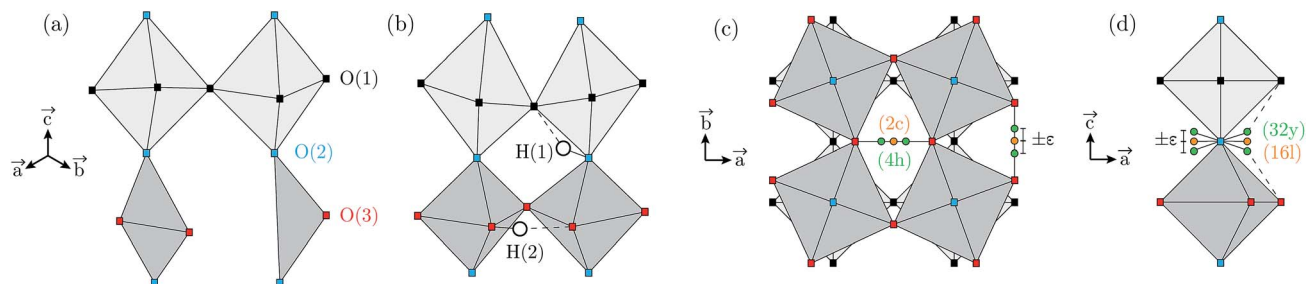 (a)
O(1)
c
a
b
O(2)
O(3)
(b)
H(1)
H(2)
(c)
b
a
(2c)
(4h)
±ε
(d)
c
a
±ε
(32y)
(16l)